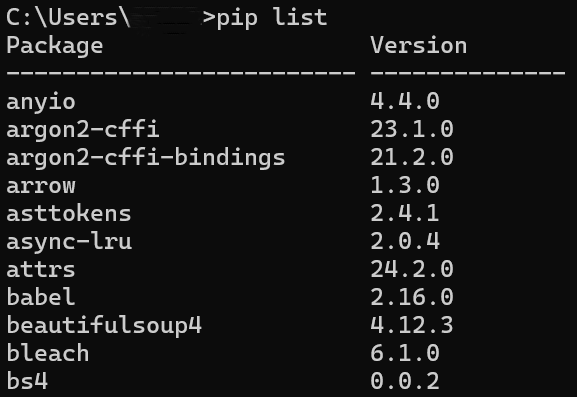 C:\Users\ >pip list
Package Version
-------------------------- --------------
anyio 4.4.0
argon2-cffi 23.1.0
argon2-cffi-bindings 21.2.0
arrow 1.3.0
asttokens 2.4.1
async-lru 2.0.4
attrs 24.2.0
babel 2.16.0
beautifulsoup4 4.12.3
bleach 6.1.0
bs4 0.0.2